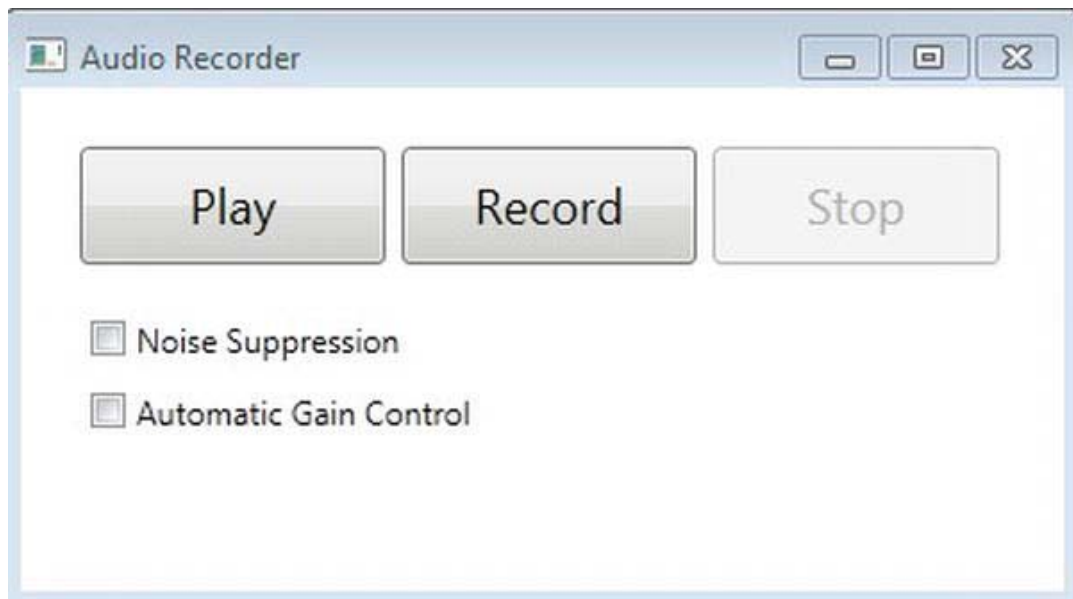 Audio Recorder
Play Record Stop
Noise Suppression
Automatic Gain Control